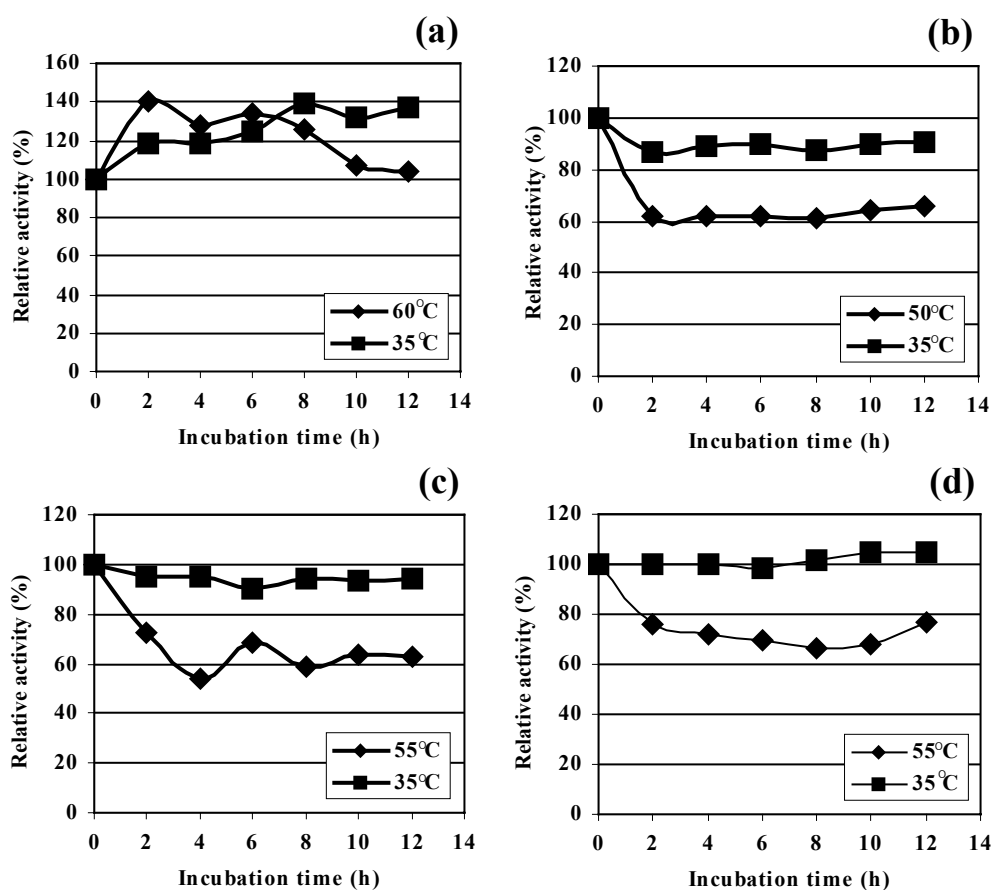 (a)
160
140
120
100
80
60
40
20
0
0 2 4 6 8 10 12 14
Relative activity (%)
Incubation time (h)
60°C
35°C
(b)
120
100
80
60
40
20
0
0 2 4 6 8 10 12 14
Relative activity (%)
Incubation time (h)
50°C
35°C
(c)
120
100
80
60
40
20
0
0 2 4 6 8 10 12 14
Relative activity (%)
Incubation time (h)
55°C
35°C
(d)
120
100
80
60
40
20
0
0 2 4 6 8 10 12 14
Relative activity (%)
Incubation time (h)
55°C
35°C